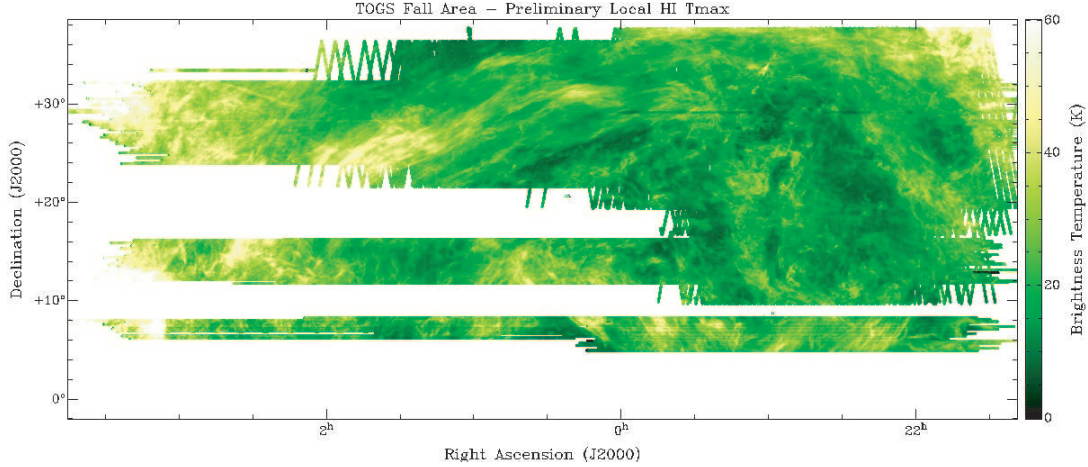 TOGS Fall Area – Preliminary Local HI Tmax
60
+30°
40
+20°
20
+10°
0°
0
2ʰ
0ʰ
22ʰ
Declination (J2000)
Brightness Temperature (K)
Right Ascension (J2000)